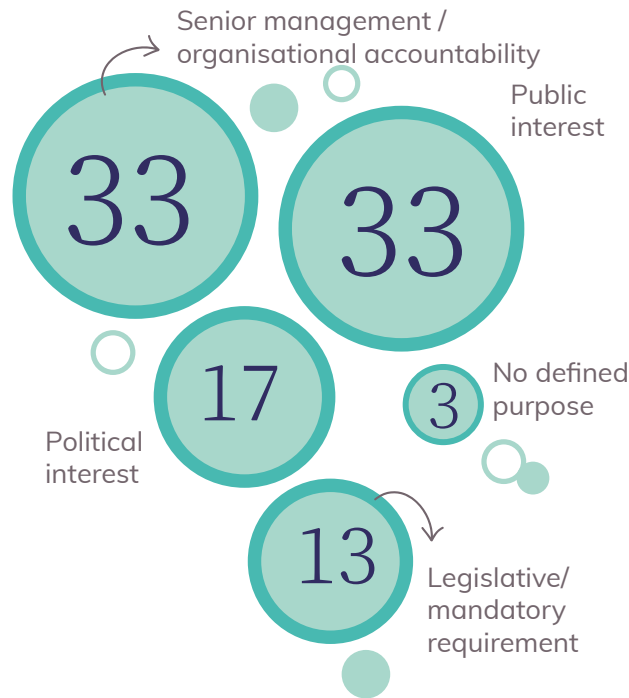 Senior management /
organisational accountability
33
Public
interest
33
17
Political
interest
No defined
purpose
3
13
Legislative/
mandatory
requirement